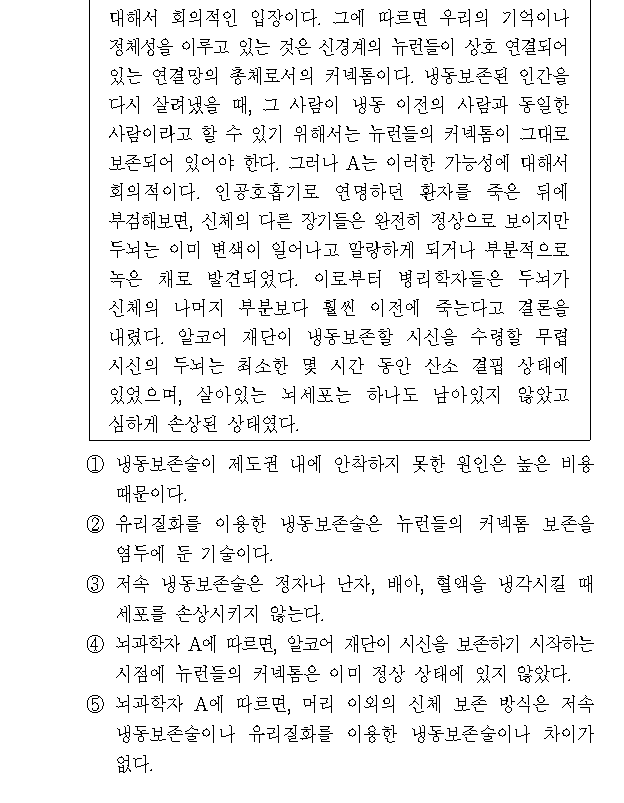 대해서 회의적인 입장이다. 그에 따르면 우리의 기억이나
정체성을 이루고 있는 것은 신경계의 뉴런들이 상호 연결되어
있는 연결망의 총체로서의 커넥톰이다. 냉동보존된 인간을
다시 살려냈을 때, 그 사람이 냉동 이전의 사람과 동일한
사람이라고 할 수 있기 위해서는 뉴런들의 커넥톰이 그대로
보존되어 있어야 한다. 그러나 A는 이러한 가능성에 대해서
회의적이다. 인공호흡기로 연명하던 환자를 죽은 뒤에
부검해보면, 신체의 다른 장기들은 완전히 정상으로 보이지만
두뇌는 이미 변색이 일어나고 말랑하게 되거나 부분적으로
녹은 채로 발견되었다. 이로부터 병리학자들은 두뇌가
신체의 나머지 부분보다 훨씬 이전에 죽는다고 결론을
내렸다. 알코어 재단이 냉동보존할 시신을 수령할 무렵
시신의 두뇌는 최소한 몇 시간 동안 산소 결핍 상태에
있었으며, 살아있는 뇌세포는 하나도 남아있지 않았고
심하게 손상된 상태였다.
① 냉동보존술이 제도권 내에 안착하지 못한 원인은 높은 비용
때문이다.
② 유리질화를 이용한 냉동보존술은 뉴런들의 커넥톰 보존을
염두에 둔 기술이다.
③ 저속 냉동보존술은 정자나 난자, 배아, 혈액을 냉각시킬 때
세포를 손상시키지 않는다.
④ 뇌과학자 A에 따르면, 알코어 재단이 시신을 보존하기 시작하는
시점에 뉴런들의 커넥톰은 이미 정상 상태에 있지 않았다.
⑤ 뇌과학자 A에 따르면, 머리 이외의 신체 보존 방식은 저속
냉동보존술이나 유리질화를 이용한 냉동보존술이나 차이가
없다.